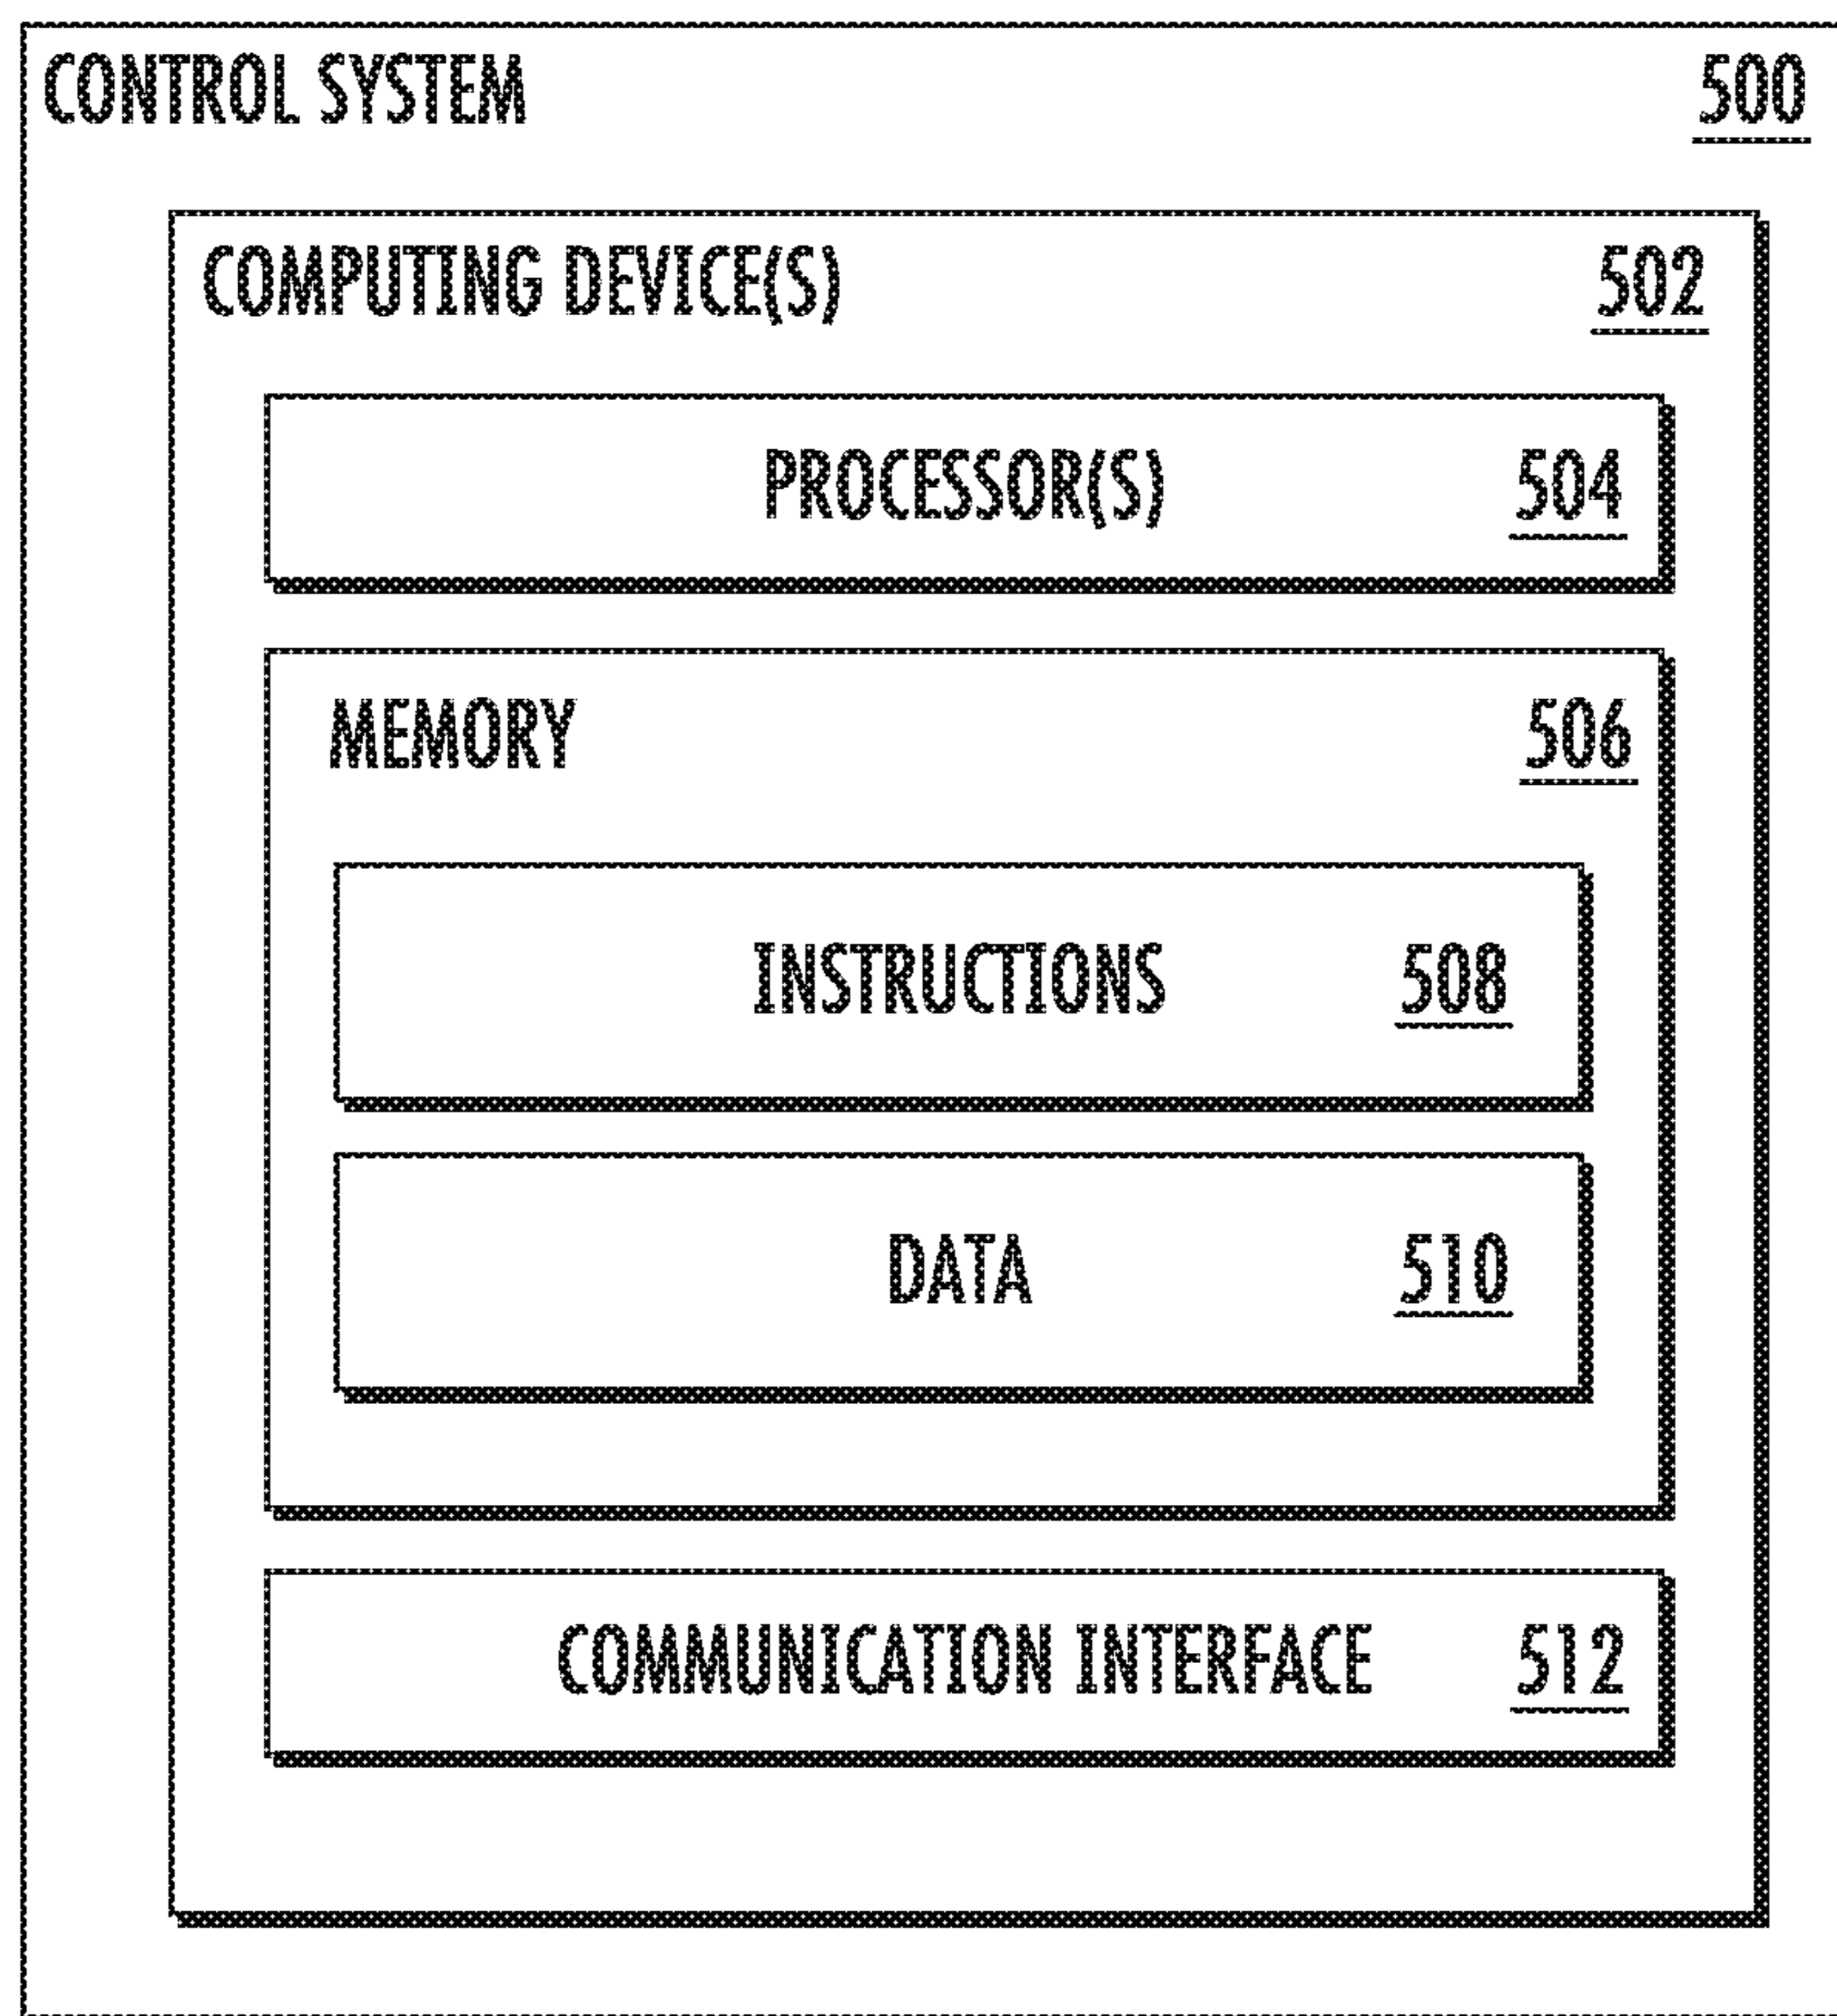 CONTROL SYSTEM 500
COMPUTING DEVICE(S) 502
PROCESSOR(S) 504
MEMORY 506
INSTRUCTIONS 508
DATA 510
COMMUNICATION INTERFACE 512